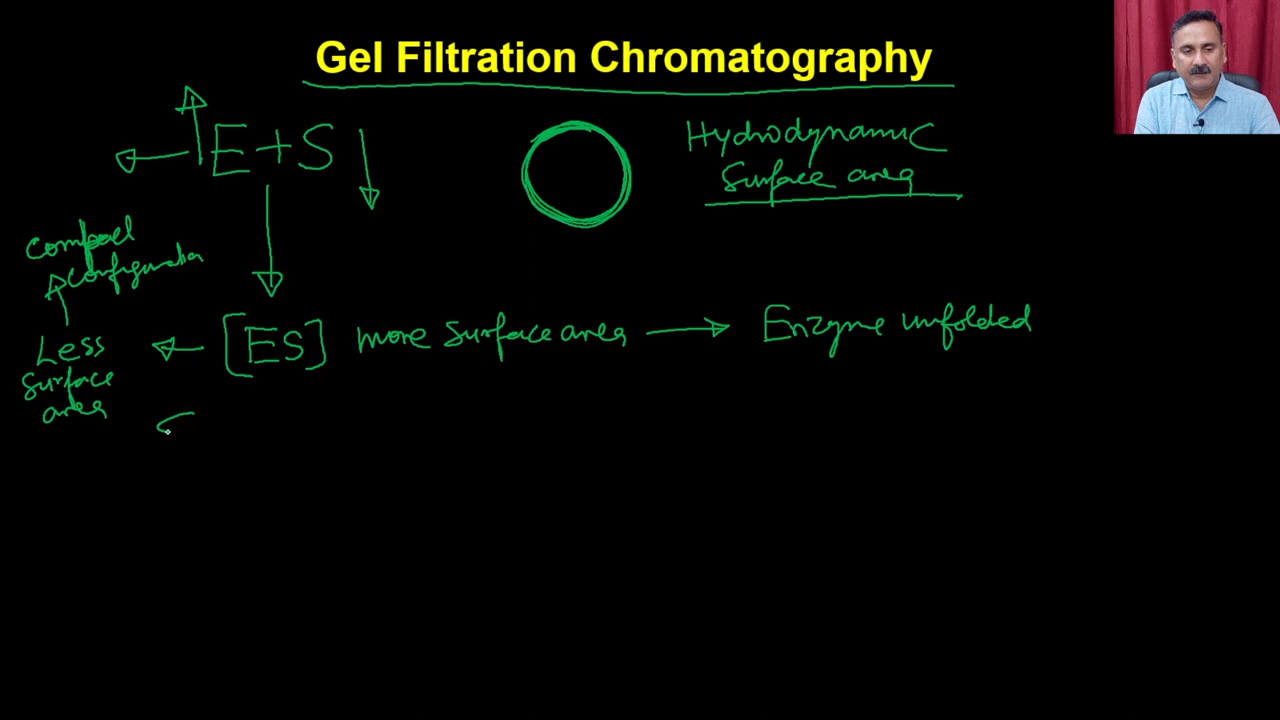 Gel Filtration Chromatography
E + S
Hydrodynamic
Surface area
Compact
Configuration
[ES] more surface area → Enzyme unfolded
Less
Surface
area